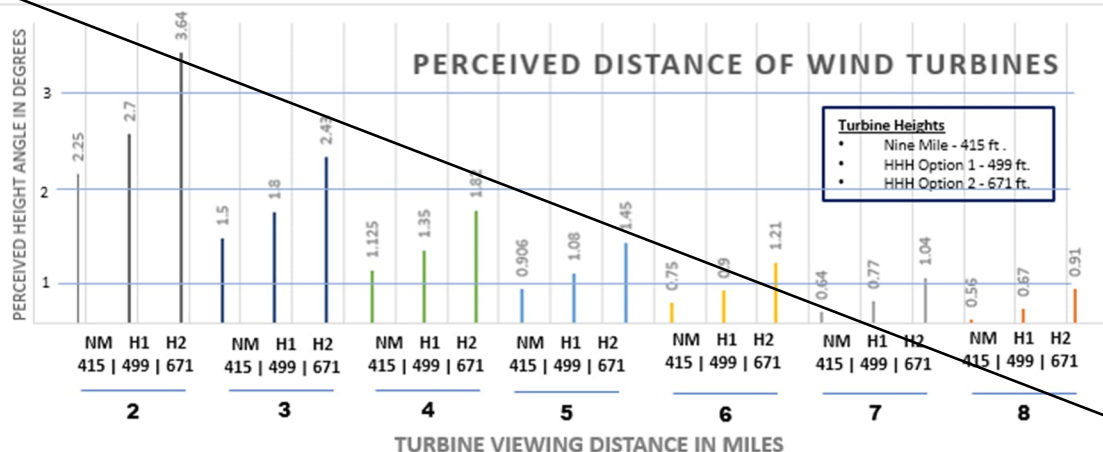 PERCEIVED DISTANCE OF WIND TURBINES
PERCEIVED HEIGHT ANGLE IN DEGREES
3
2
1
Turbine Heights
• Nine Mile - 415 ft .
• HHH Option 1 - 499 ft.
• HHH Option 2 - 671 ft.
2.25 2.7 3.64
1.5 1.8 2.43
1.125 1.35 1.82
0.906 1.08 1.45
0.75 0.9 1.21
0.64 0.77 1.04
0.56 0.67 0.91
NM H1 H2 NM H1 H2 NM H1 H2 NM H1 H2 NM H1 H2 NM H1 H2 NM H1 H2
415 | 499 | 671 415 | 499 | 671 415 | 499 | 671 415 | 499 | 671 415 | 499 | 671 415 | 499 | 671 415 | 499 | 671
2 3 4 5 6 7 8
TURBINE VIEWING DISTANCE IN MILES